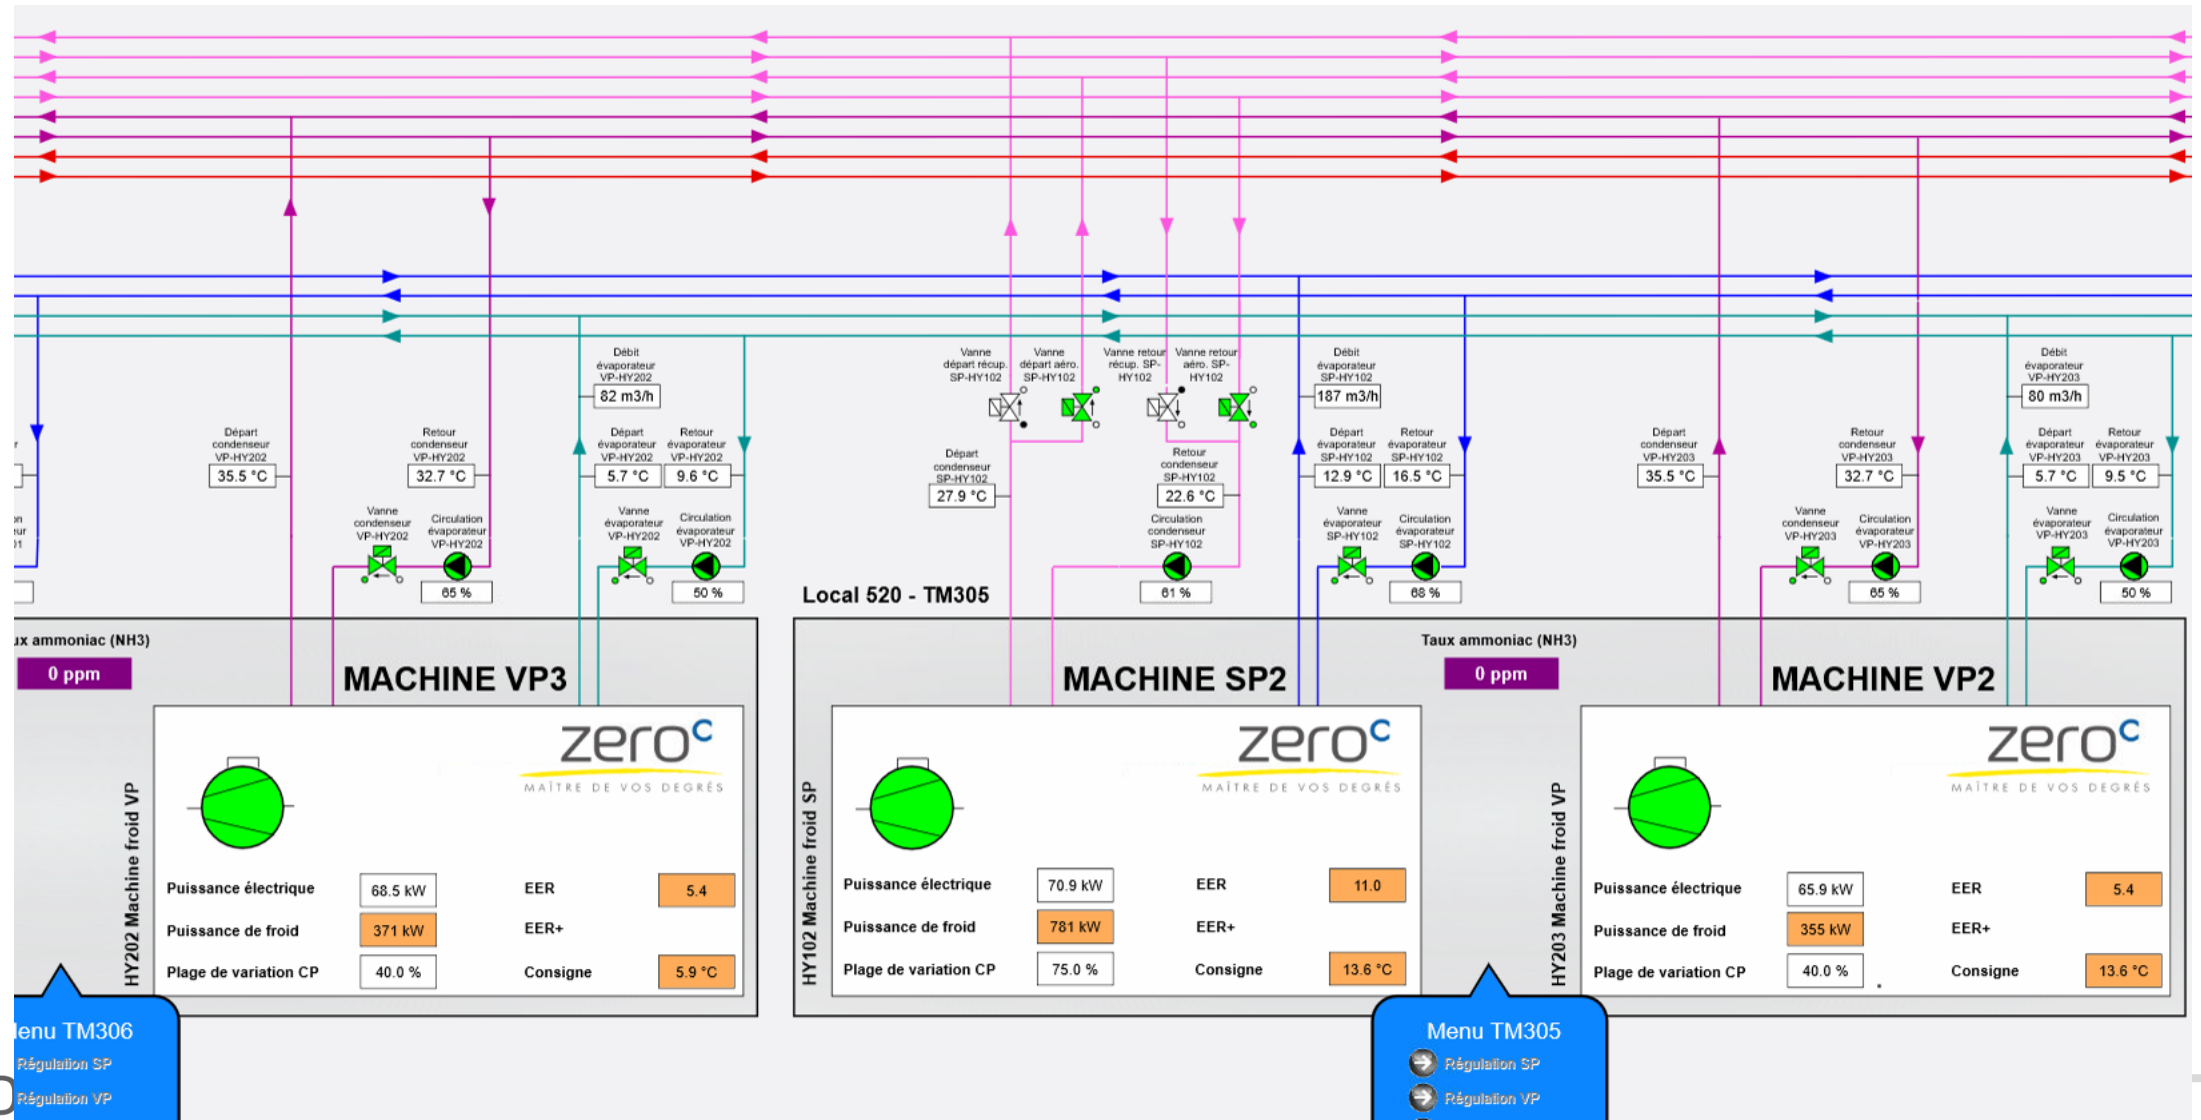 Débit
évaporateur
VP-HY202
82 m3/h
Départ
condenseur
VP-HY202
35.5 °C
Retour
condenseur
VP-HY202
32.7 °C
Départ
évaporateur
VP-HY202
5.7 °C
Retour
évaporateur
VP-HY202
9.6 °C
Vanne
condenseur
VP-HY202
Circulation
évaporateur
VP-HY202
65 %
Vanne
évaporateur
VP-HY202
Circulation
évaporateur
VP-HY202
50 %
Vanne
départ récup.
SP-HY102
Vanne
départ aéro.
SP-HY102
Vanne retour
récup. SP-
HY102
Vanne retour
aéro. SP-
HY102
Départ
condenseur
SP-HY102
27.9 °C
Retour
condenseur
SP-HY102
22.6 °C
Circulation
condenseur
SP-HY102
61 %
Débit
évaporateur
SP-HY102
187 m3/h
Départ
évaporateur
SP-HY102
12.9 °C
Retour
évaporateur
SP-HY102
16.5 °C
Vanne
évaporateur
SP-HY102
Circulation
évaporateur
SP-HY102
68 %
Départ
condenseur
VP-HY203
35.5 °C
Retour
condenseur
VP-HY203
32.7 °C
Vanne
condenseur
VP-HY203
Circulation
évaporateur
VP-HY203
65 %
Débit
évaporateur
VP-HY203
80 m3/h
Départ
évaporateur
VP-HY203
5.7 °C
Retour
évaporateur
VP-HY203
9.5 °C
Vanne
évaporateur
VP-HY203
Circulation
évaporateur
VP-HY203
50 %
ux ammoniac (NH3)
0 ppm
MACHINE VP3
HY202 Machine froid VP
zeroc
MAÎTRE DE VOS DEGRÉS
Puissance électrique 68.5 kW EER 5.4
Puissance de froid 371 kW EER+
Plage de variation CP 40.0 % Consigne 5.9 °C
Local 520 - TM305
MACHINE SP2
Taux ammoniac (NH3)
0 ppm
HY102 Machine froid SP
zeroc
MAÎTRE DE VOS DEGRÉS
Puissance électrique 70.9 kW EER 11.0
Puissance de froid 781 kW EER+
Plage de variation CP 75.0 % Consigne 13.6 °C
MACHINE VP2
HY203 Machine froid VP
zeroc
MAÎTRE DE VOS DEGRÉS
Puissance électrique 65.9 kW EER 5.4
Puissance de froid 355 kW EER+
Plage de variation CP 40.0 % Consigne 13.6 °C
enu TM306
Régulation SP
Régulation VP
Menu TM305
Régulation SP
Régulation VP